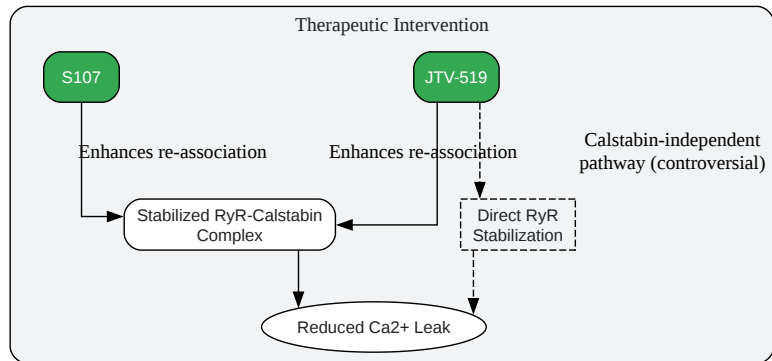 Therapeutic Intervention
S107
JTV-519
Enhances re-association
Enhances re-association
Calstabin-independent
pathway (controversial)
Stabilized RyR-Calstabin
Complex
Direct RyR
Stabilization
Reduced Ca2+ Leak